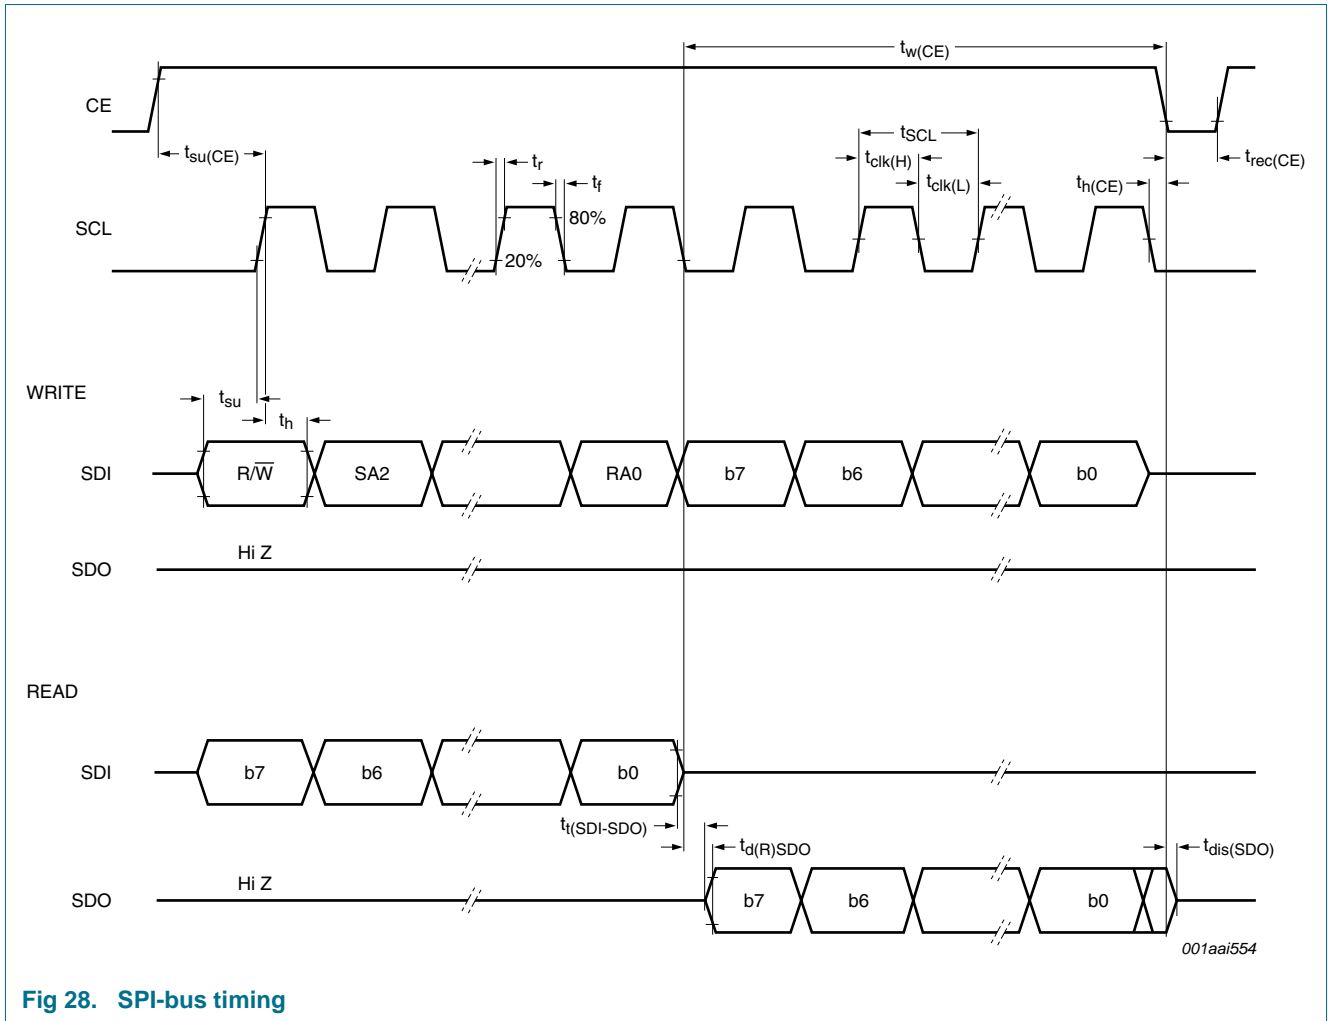 tw(CE)
CE
tsu(CE)
tr
tf
tSCL
tclk(H)
tclk(L)
th(CE)
trec(CE)
SCL
80%
20%
WRITE
tsu
th
SDI
R/W̅
SA2
RA0
b7
b6
b0
SDO
Hi Z
READ
SDI
b7
b6
b0
tt(SDI-SDO)
td(R)SDO
tdis(SDO)
SDO
Hi Z
b7
b6
b0
001aai554
Fig 28. SPI-bus timing